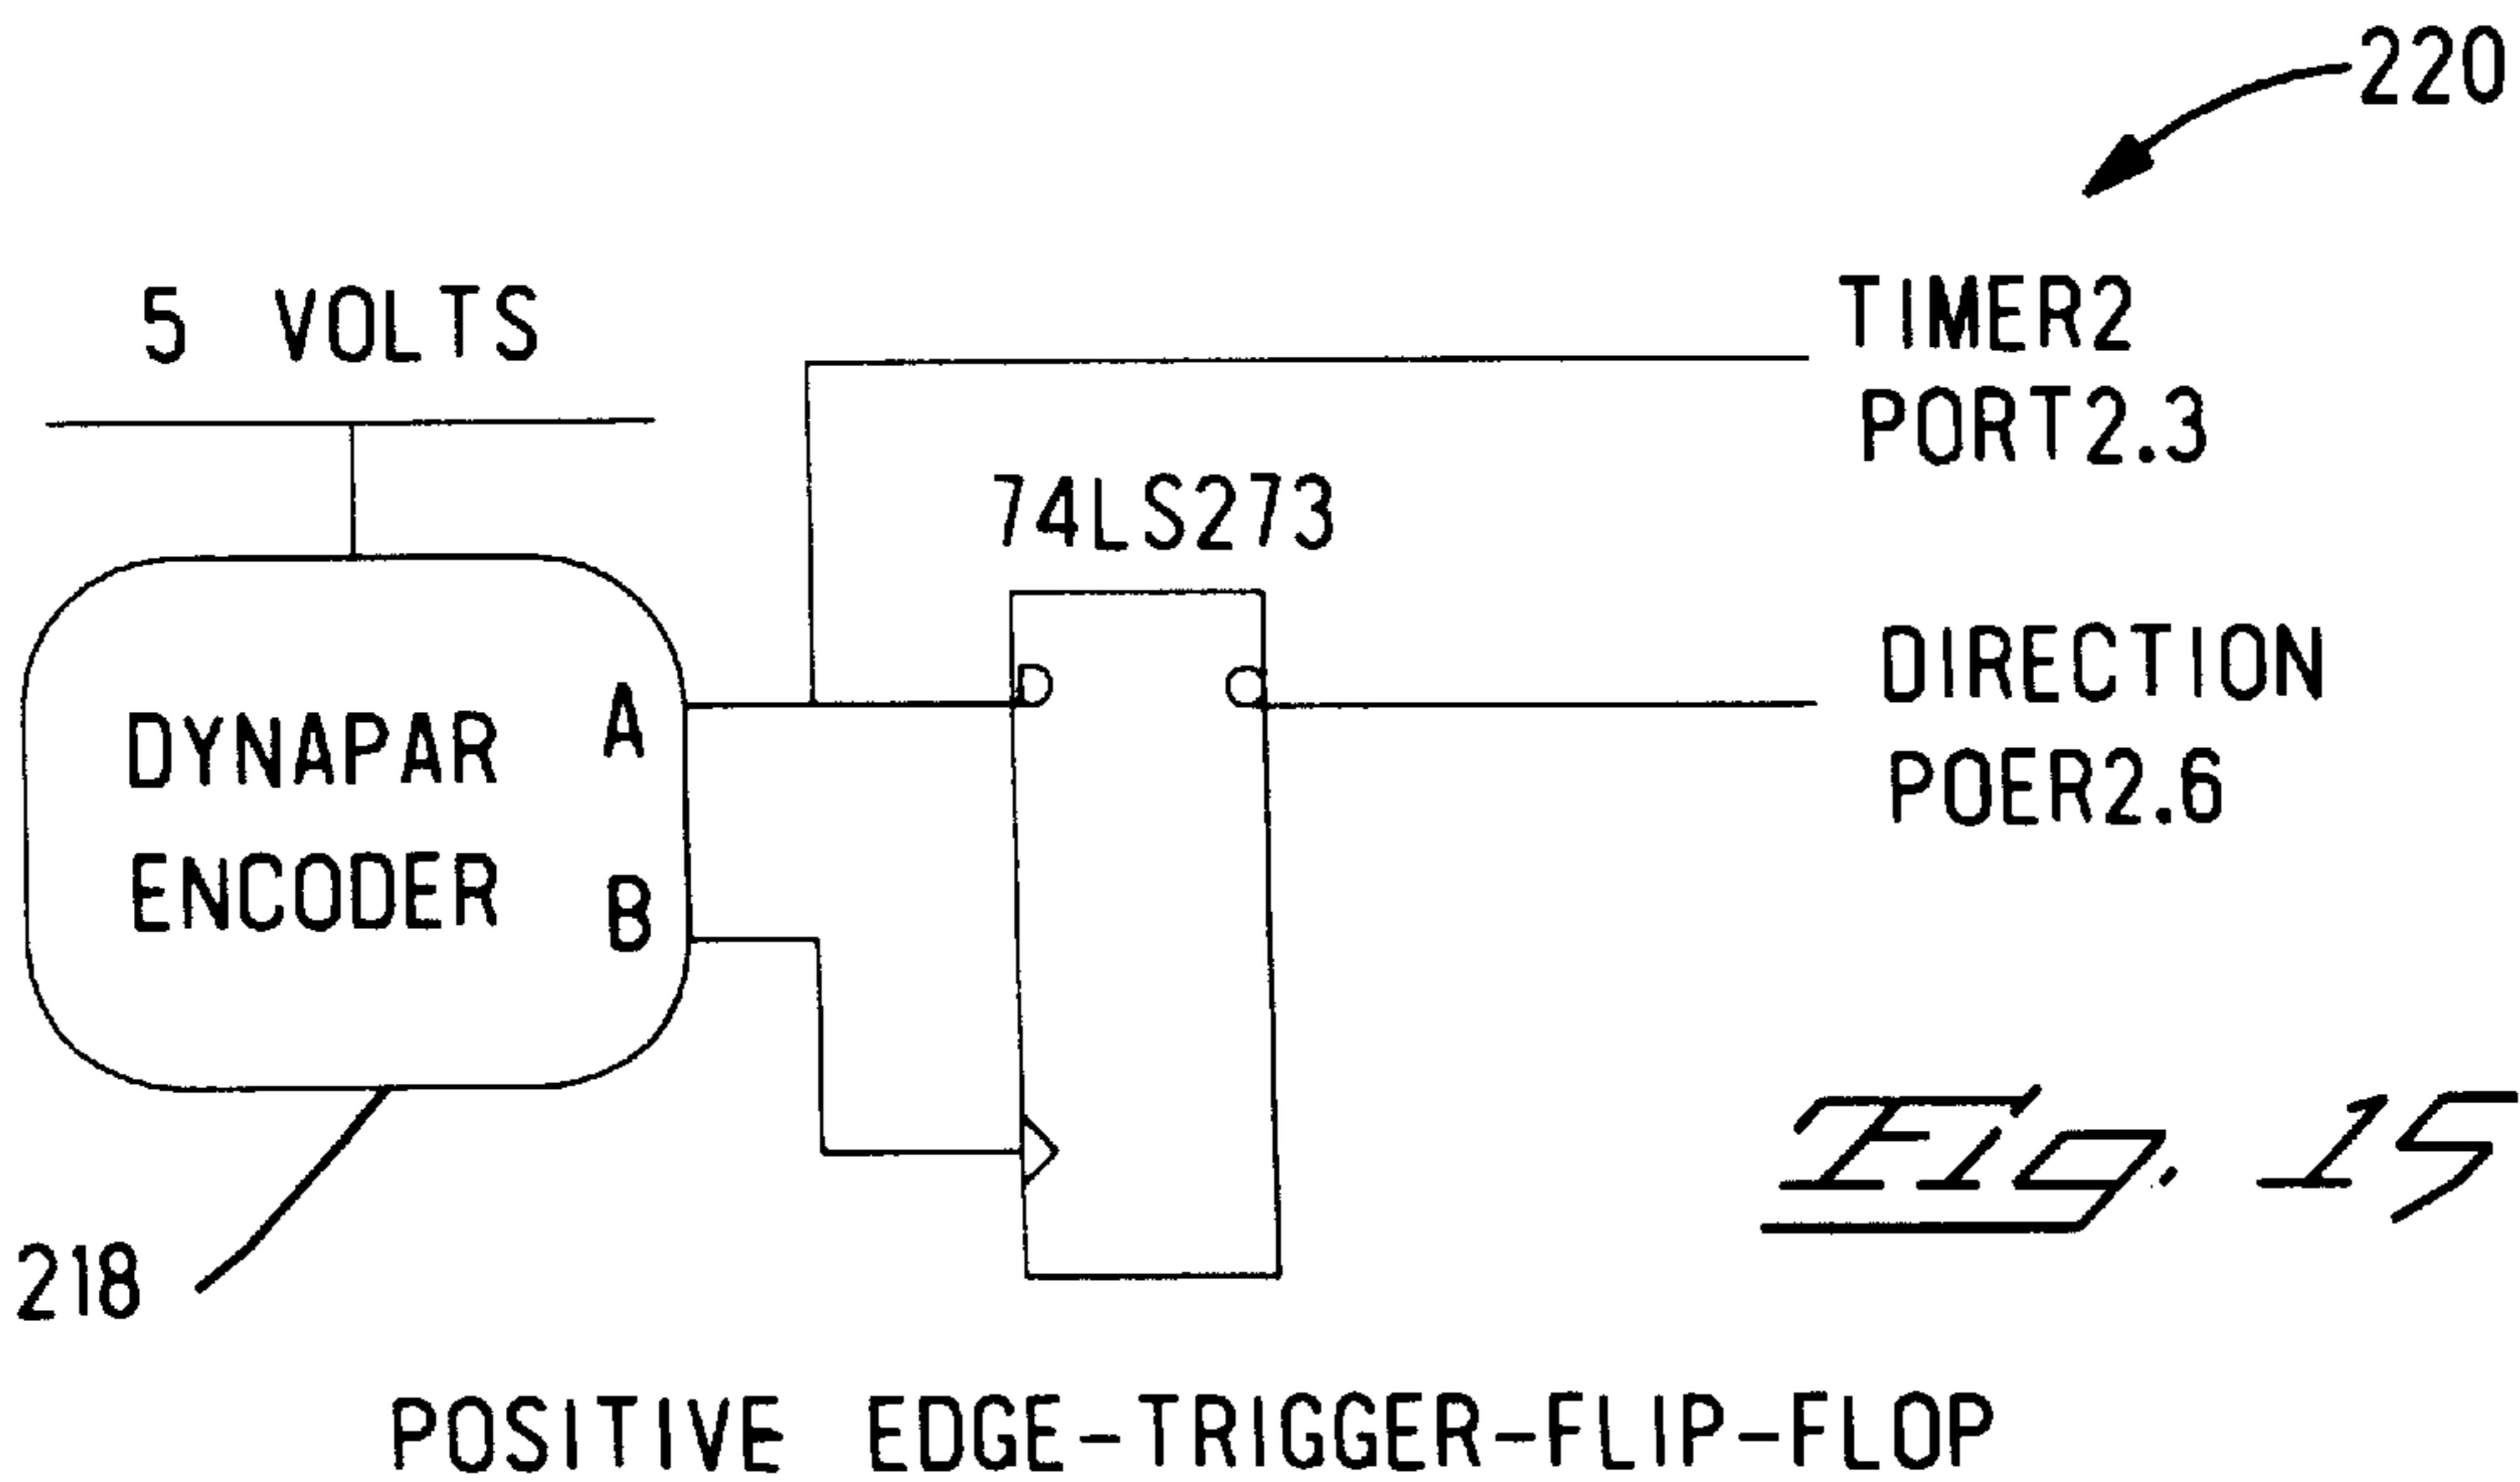 220
5 VOLTS
TIMER2
PORT2.3
74LS273
D
DIRECTION
POER2.6
A
DYNAPAR
ENCODER
B
218
Fig. 15
POSITIVE EDGE-TRIGGER-FLIP-FLOP